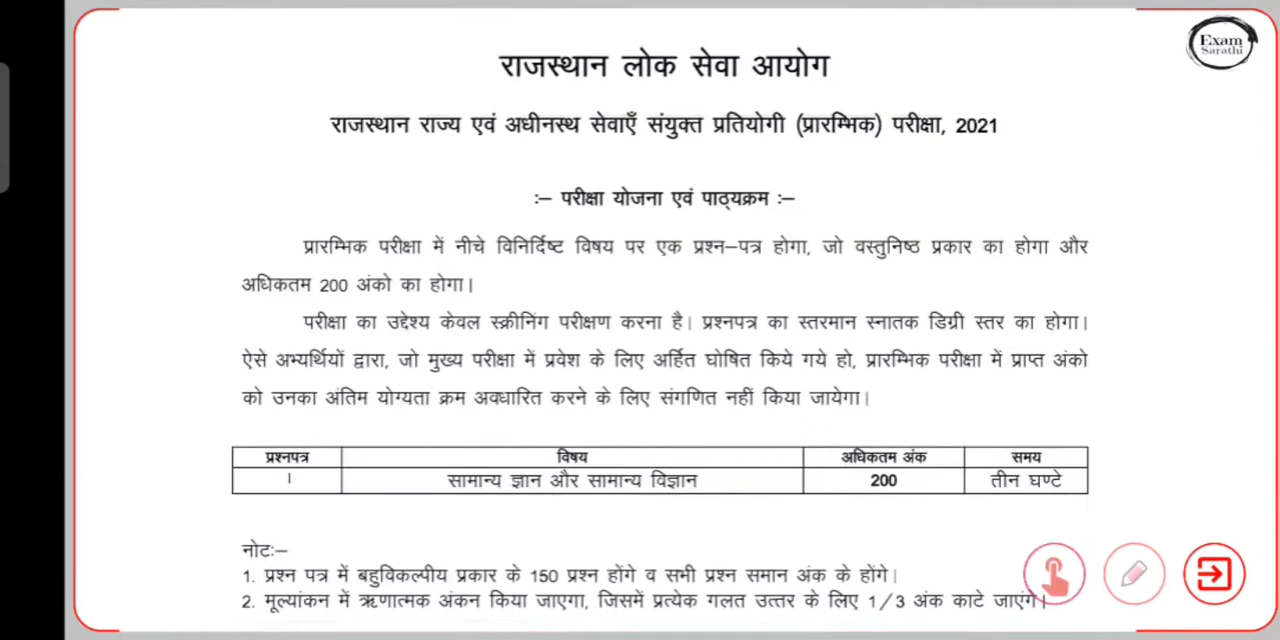 Exam
Sarathi
राजस्थान लोक सेवा आयोग
राजस्थान राज्य एवं अधीनस्थ सेवाएँ संयुक्त प्रतियोगी (प्रारम्भिक) परीक्षा, 2021
:– परीक्षा योजना एवं पाठ्यक्रम :–
प्रारम्भिक परीक्षा में नीचे विनिर्दिष्ट विषय पर एक प्रश्न–पत्र होगा, जो वस्तुनिष्ठ प्रकार का होगा और
अधिकतम 200 अंको का होगा।
परीक्षा का उद्देश्य केवल स्क्रीनिंग परीक्षण करना है। प्रश्नपत्र का स्तरमान स्नातक डिग्री स्तर का होगा।
ऐसे अभ्यर्थियों द्वारा, जो मुख्य परीक्षा में प्रवेश के लिए अर्हित घोषित किये गये हो, प्रारम्भिक परीक्षा में प्राप्त अंको
को उनका अंतिम योग्यता क्रम अवधारित करने के लिए संगणित नहीं किया जायेगा।
प्रश्नपत्र विषय अधिकतम अंक समय
I सामान्य ज्ञान और सामान्य विज्ञान 200 तीन घण्टे
नोटः–
1. प्रश्न पत्र में बहुविकल्पीय प्रकार के 150 प्रश्न होंगे व सभी प्रश्न समान अंक के होंगे।
2. मूल्यांकन में ऋणात्मक अंकन किया जाएगा, जिसमें प्रत्येक गलत उत्तर के लिए 1/3 अंक काटे जाएंगे।